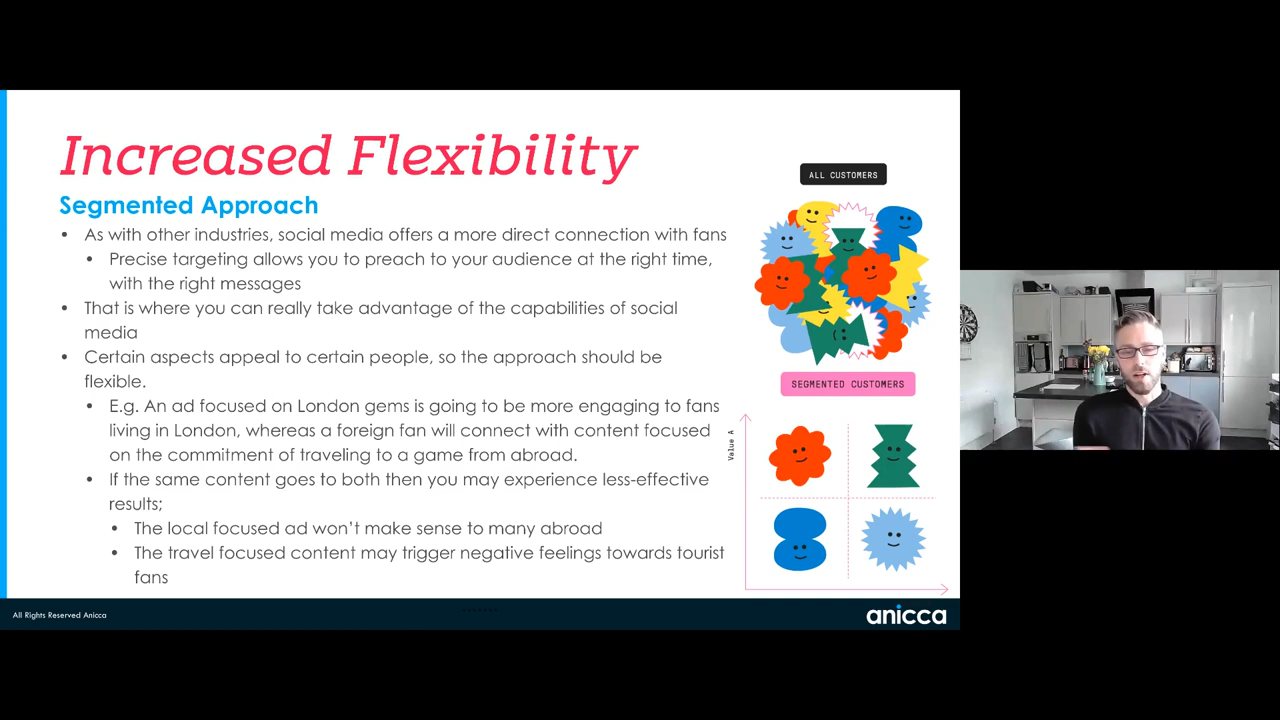 Increased Flexibility
Segmented Approach
• As with other industries, social media offers a more direct connection with fans
• Precise targeting allows you to preach to your audience at the right time,
with the right messages
• That is where you can really take advantage of the capabilities of social
media
• Certain aspects appeal to certain people, so the approach should be
flexible.
• E.g. An ad focused on London gems is going to be more engaging to fans
living in London, whereas a foreign fan will connect with content focused
on the commitment of traveling to a game from abroad.
• If the same content goes to both then you may experience less-effective
results;
• The local focused ad won't make sense to many abroad
• The travel focused content may trigger negative feelings towards tourist
fans
ALL CUSTOMERS
SEGMENTED CUSTOMERS
Value A
All Rights Reserved Anicca
anicca